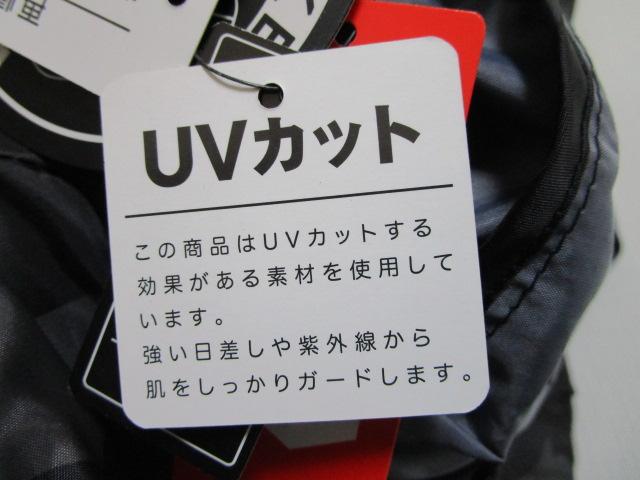 UVカット
この商品はUVカットする
効果がある素材を使用して
います。
強い日差しや紫外線から
肌をしっかりガードします。